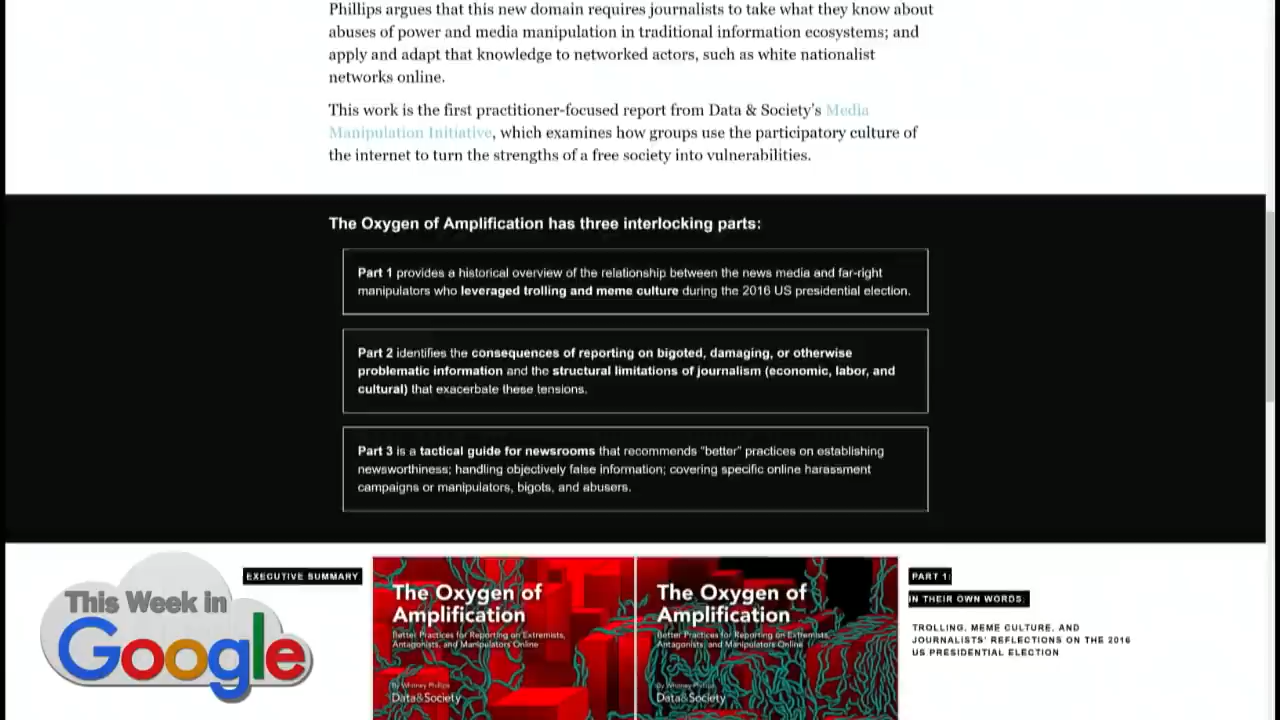 Phillips argues that this new domain requires journalists to take what they know about
abuses of power and media manipulation in traditional information ecosystems; and
apply and adapt that knowledge to networked actors, such as white nationalist
networks online.
This work is the first practitioner-focused report from Data & Society's Media
Manipulation Initiative, which examines how groups use the participatory culture of
the internet to turn the strengths of a free society into vulnerabilities.
The Oxygen of Amplification has three interlocking parts:
Part 1 provides a historical overview of the relationship between the news media and far-right
manipulators who leveraged trolling and meme culture during the 2016 US presidential election.
Part 2 identifies the consequences of reporting on bigoted, damaging, or otherwise
problematic information and the structural limitations of journalism (economic, labor, and
cultural) that exacerbate these tensions.
Part 3 is a tactical guide for newsrooms that recommends "better" practices on establishing
newsworthiness; handling objectively false information; covering specific online harassment
campaigns or manipulators, bigots, and abusers.
This Week in
Google
EXECUTIVE SUMMARY
The Oxygen of
Amplification
Better Practices for Reporting on Extremists,
Antagonists, and Manipulators Online
By Whitney Phillips
Data&Society
The Oxygen of
Amplification
Better Practices for Reporting on Extremists,
Antagonists, and Manipulators Online
By Whitney Phillips
Data&Society
PART 1:
IN THEIR OWN WORDS:
TROLLING, MEME CULTURE, AND
JOURNALISTS' REFLECTIONS ON THE 2016
US PRESIDENTIAL ELECTION